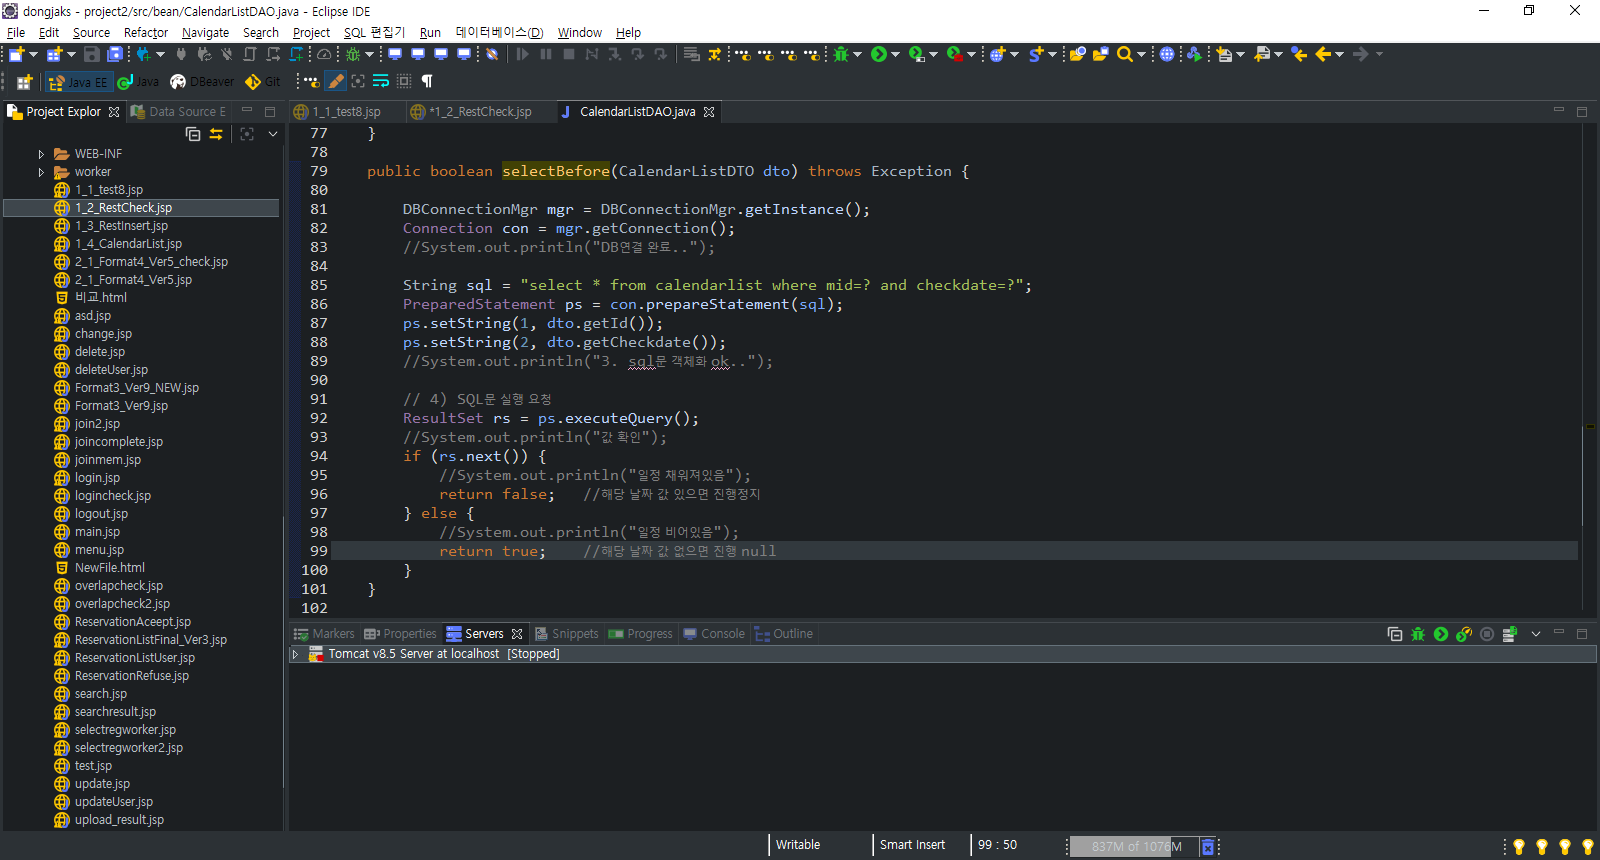 dongjaks - project2/src/bean/CalendarListDAO.java - Eclipse IDE
File Edit Source Refactor Navigate Search Project SQL 편집기 Run 데이터베이스(D) Window Help
Java EE Java DBeaver Git
Project Explor Data Source E
WEB-INF
worker
1_1_test8.jsp
1_2_RestCheck.jsp
1_3_RestInsert.jsp
1_4_CalendarList.jsp
2_1_Format4_Ver5_check.jsp
2_1_Format4_Ver5.jsp
비교.html
asd.jsp
change.jsp
delete.jsp
deleteUser.jsp
Format3_Ver9_NEW.jsp
Format3_Ver9.jsp
join2.jsp
joincomplete.jsp
joinmem.jsp
login.jsp
logincheck.jsp
logout.jsp
main.jsp
menu.jsp
NewFile.html
overlapcheck.jsp
overlapcheck2.jsp
ReservationAceept.jsp
ReservationListFinal_Ver3.jsp
ReservationListUser.jsp
ReservationRefuse.jsp
search.jsp
searchresult.jsp
selectregworker.jsp
selectregworker2.jsp
test.jsp
update.jsp
updateUser.jsp
upload_result.jsp
1_1_test8.jsp *1_2_RestCheck.jsp CalendarListDAO.java
77 }
78
79 public boolean selectBefore(CalendarListDTO dto) throws Exception {
80
81 DBConnectionMgr mgr = DBConnectionMgr.getInstance();
82 Connection con = mgr.getConnection();
83 //System.out.println("DB연결 완료..");
84
85 String sql = "select * from calendarlist where mid=? and checkdate=?";
86 PreparedStatement ps = con.prepareStatement(sql);
87 ps.setString(1, dto.getId());
88 ps.setString(2, dto.getCheckdate());
89 //System.out.println("3. sql문 객체화 ok..");
90
91 // 4) SQL문 실행 요청
92 ResultSet rs = ps.executeQuery();
93 //System.out.println("값 확인");
94 if (rs.next()) {
95 //System.out.println("일정 채워져있음");
96 return false; //해당 날짜 값 있으면 진행정지
97 } else {
98 //System.out.println("일정 비어있음");
99 return true; //해당 날짜 값 없으면 진행 null
100 }
101 }
102
Markers Properties Servers Snippets Progress Console Outline
Tomcat v8.5 Server at localhost [Stopped]
Writable Smart Insert 99 : 50 837M of 1076M